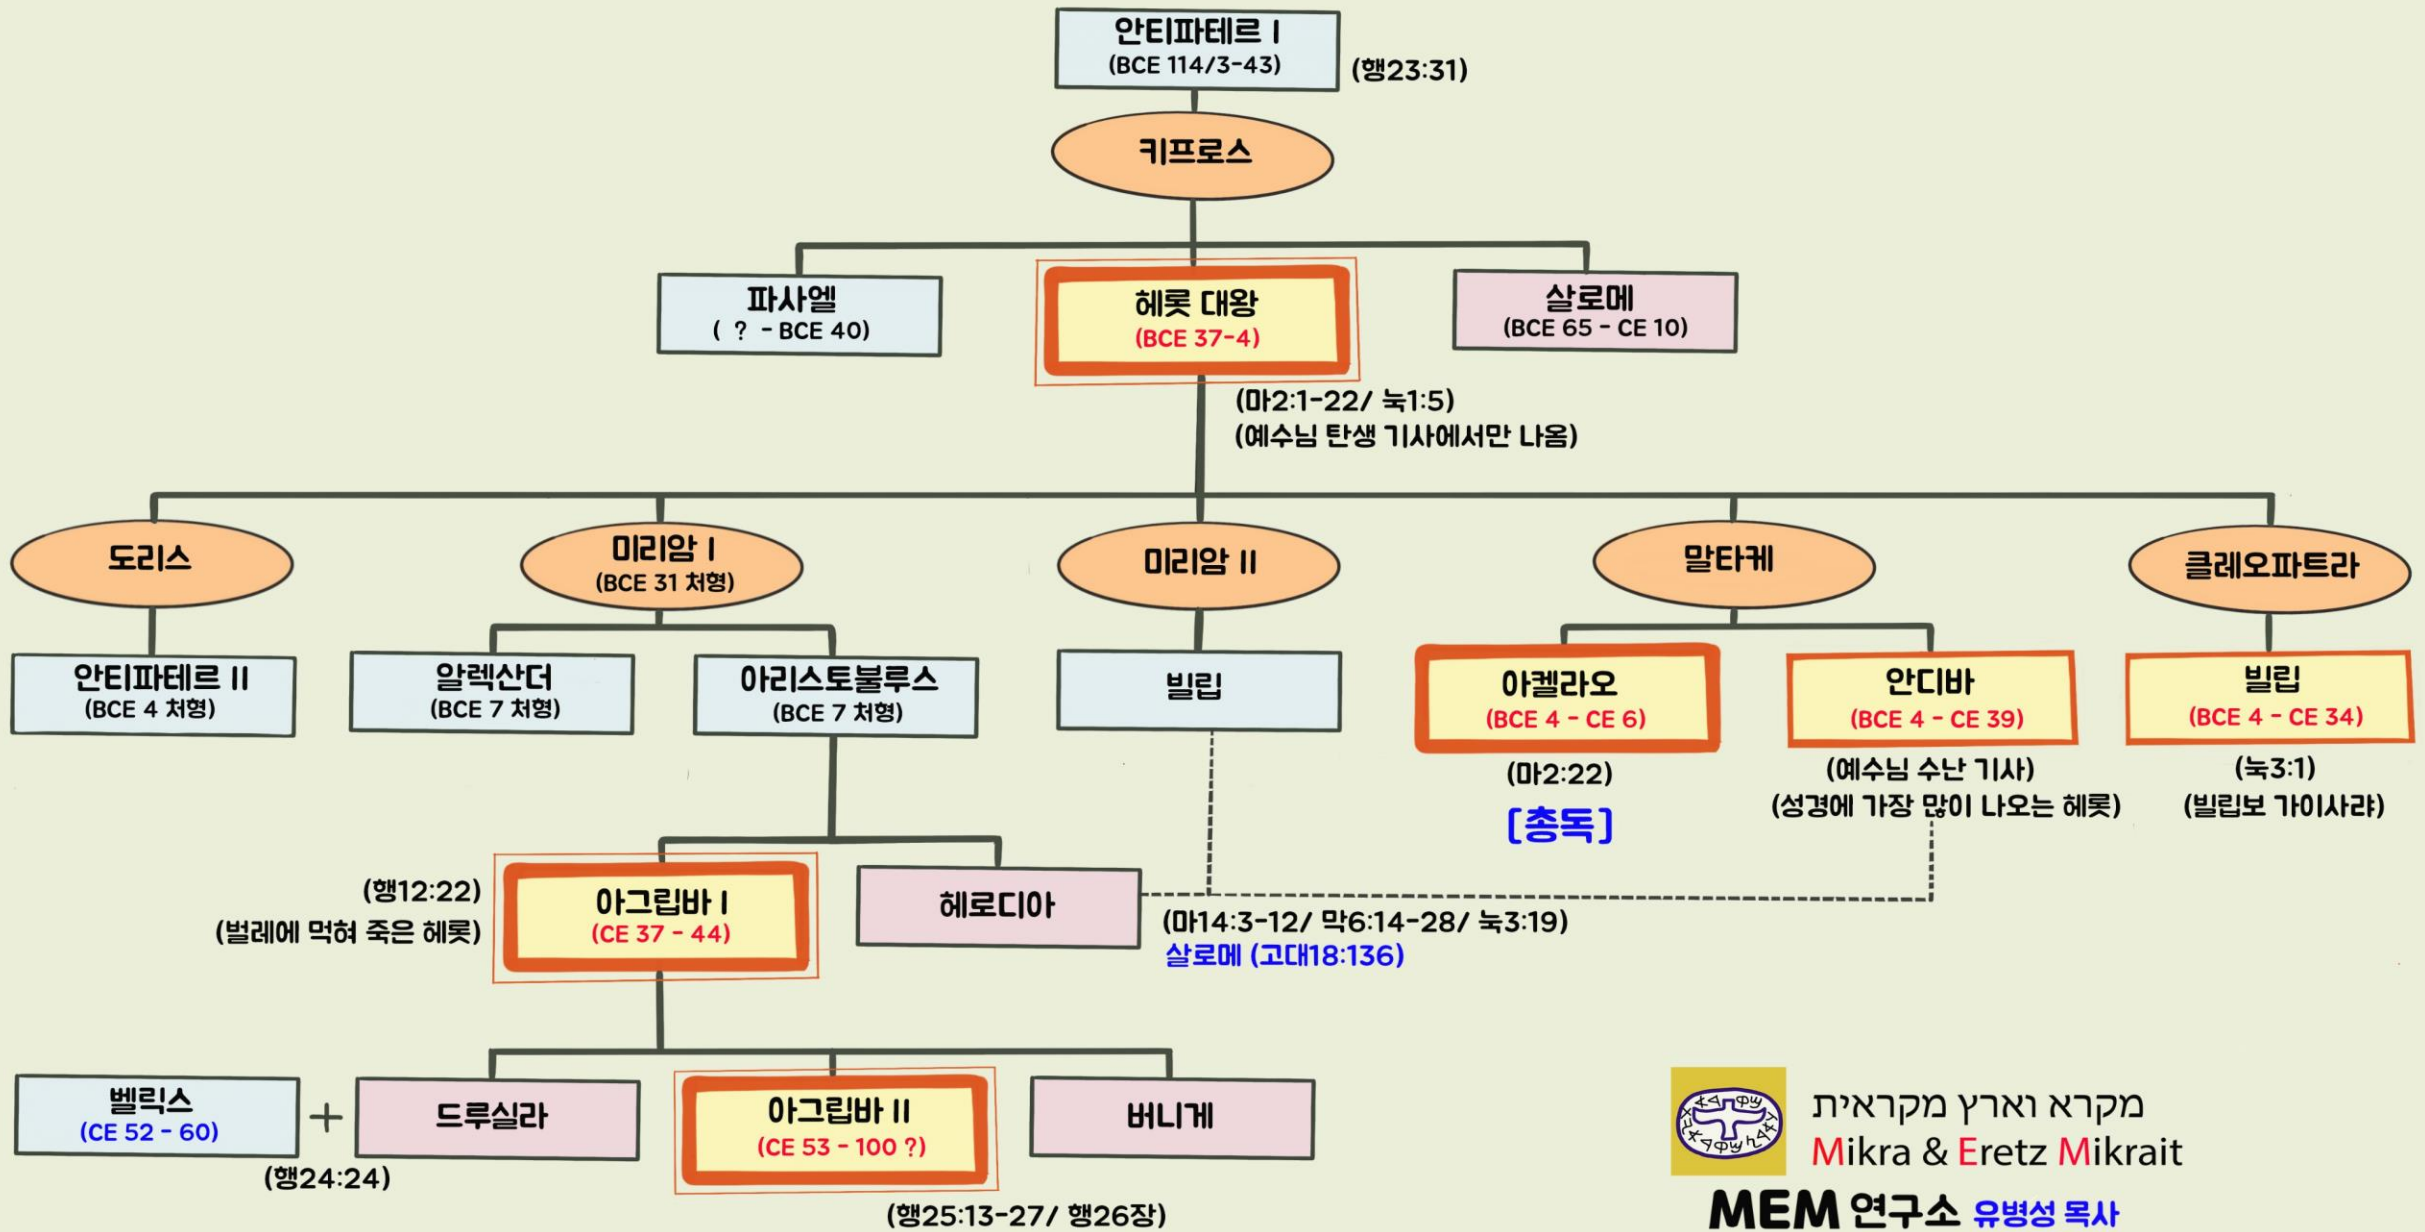 안티파테르 I
(BCE 114/3-43)
(행23:31)
키프로스
파사엘
( ? - BCE 40)
헤롯 대왕
(BCE 37-4)
살로메
(BCE 65 - CE 10)
(마2:1-22/ 눅1:5)
(예수님 탄생 기사에서만 나옴)
도리스
미리암 I
(BCE 31 처형)
미리암 II
말타케
클레오파트라
안티파테르 II
(BCE 4 처형)
알렉산더
(BCE 7 처형)
아리스토불루스
(BCE 7 처형)
빌립
아켈라오
(BCE 4 - CE 6)
안디바
(BCE 4 - CE 39)
빌립
(BCE 4 - CE 34)
(마2:22)
[총독]
(예수님 수난 기사)
(성경에 가장 많이 나오는 헤롯)
(눅3:1)
(빌립보 가이사랴)
(행12:22)
(벌레에 먹혀 죽은 헤롯)
아그립바 I
(CE 37 - 44)
헤로디아
(마14:3-12/ 막6:14-28/ 눅3:19)
살로메 (고대18:136)
벨릭스
(CE 52 - 60)
+
드루실라
아그립바 II
(CE 53 - 100 ?)
버니게
(행24:24)
(행25:13-27/ 행26장)
מקרא וארץ מקראית
Mikra & Eretz Mikrait
MEM 연구소 유병성 목사